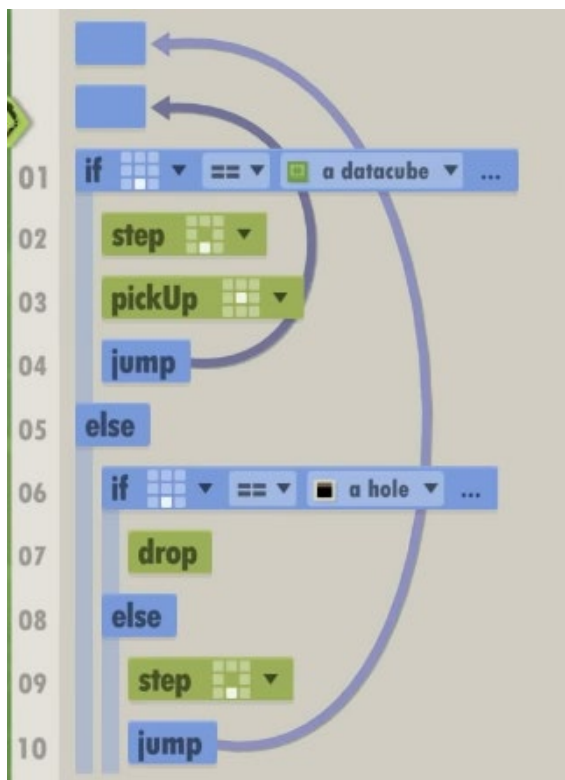 01 if == a datacube ...
02 step
03 pickUp
04 jump
05 else
06 if == a hole ...
07 drop
08 else
09 step
10 jump